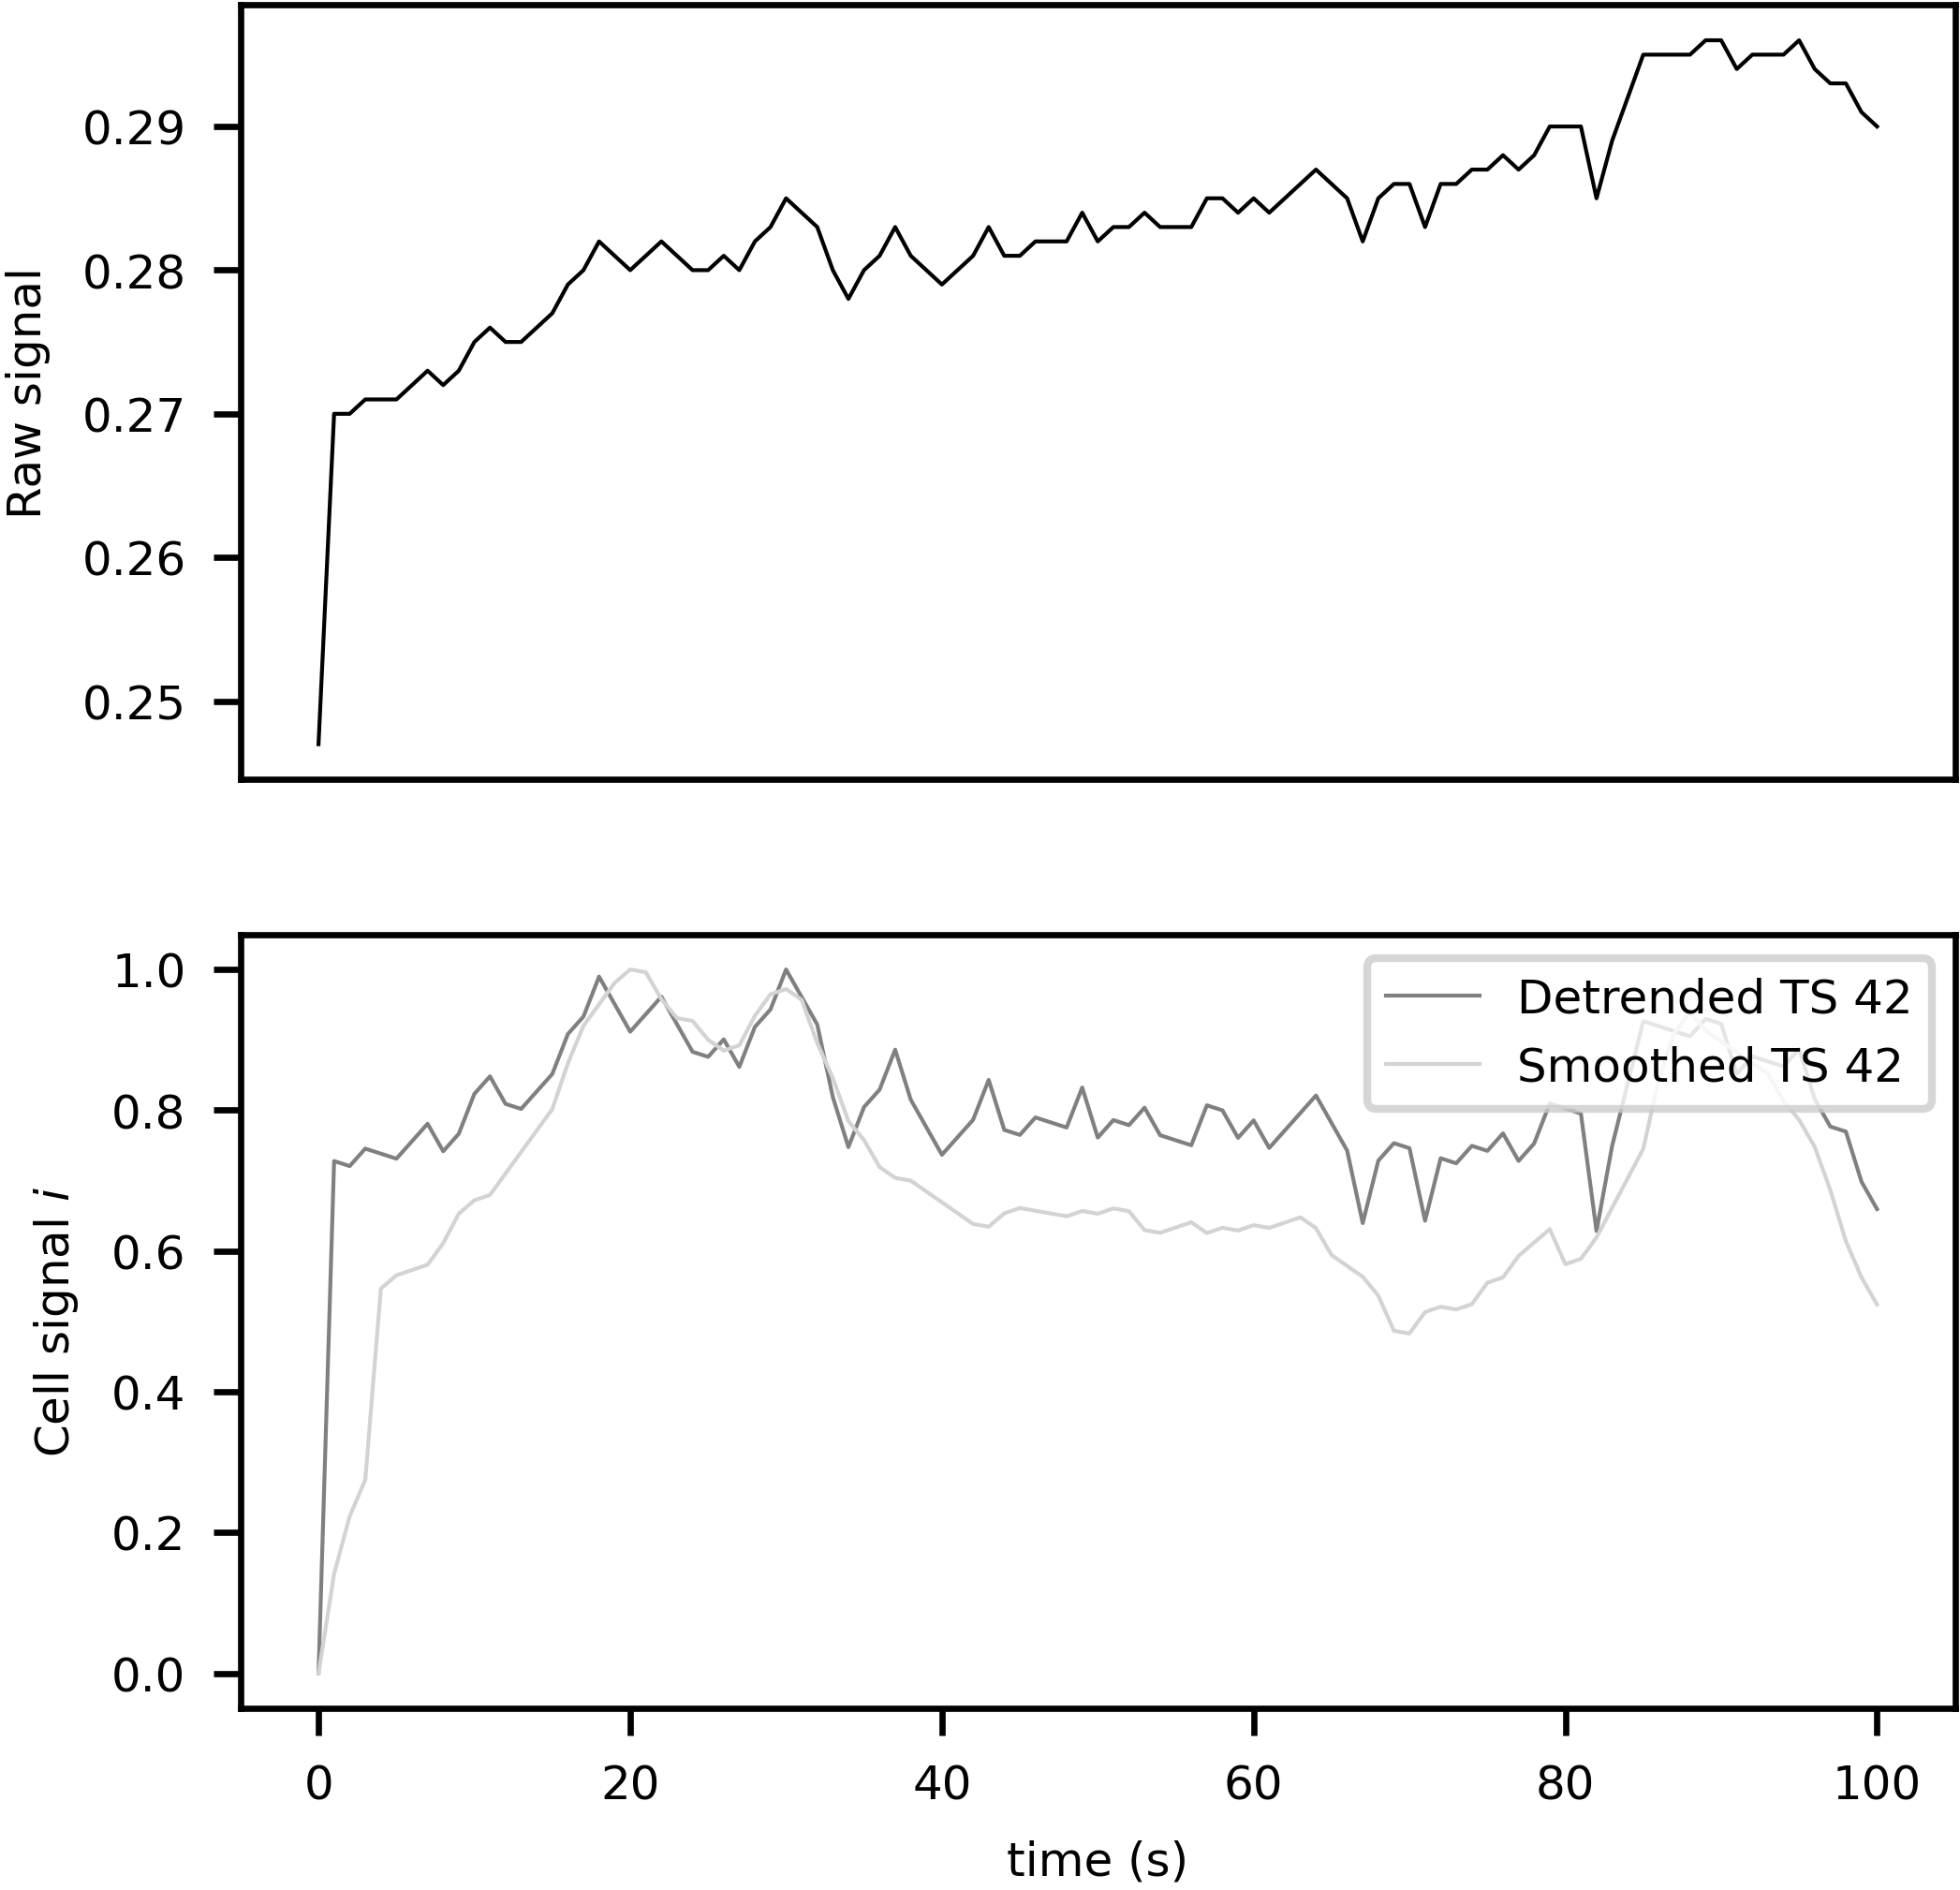 Raw signal
0.29
0.28
0.27
0.26
0.25
Cell signal i
1.0
0.8
0.6
0.4
0.2
0.0
Detrended TS 42
Smoothed TS 42
0 20 40 60 80 100
time (s)